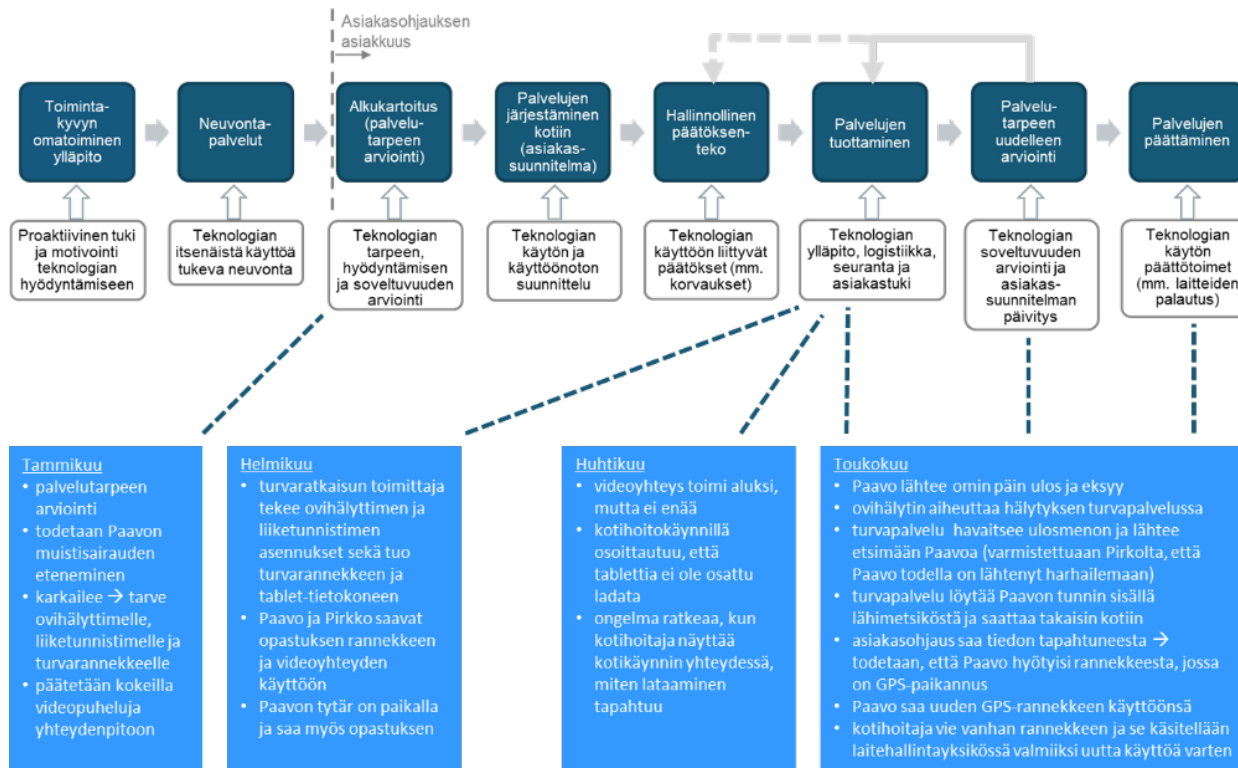 Asiakasohjauksen
asiakkuus
Toiminta-
kyvyn
omatoiminen
ylläpito
Neuvonta-
palvelut
Alkukartoitus
(palvelu-
tarpeen
arviointi)
Palvelujen
järjestäminen
kotiin
(asiakas-
suunnitelma)
Hallinnollinen
päätöksen-
teko
Palvelujen
tuottaminen
Palvelu-
tarpeen
uudelleen
arviointi
Palvelujen
päättäminen
Proaktiivinen tuki
ja motivointi
teknologian
hyödyntämiseen
Teknologian
itsenäistä käyttöä
tukeva neuvonta
Teknologian
tarpeen,
hyödyntämisen
ja soveltuvuuden
arviointi
Teknologian
käytön ja
käyttöönoton
suunnittelu
Teknologian
käyttöön liittyvät
päätökset (mm.
korvaukset)
Teknologian
ylläpito, logistiikka,
seuranta ja
asiakastuki
Teknologian
soveltuvuuden
arviointi ja
asiakas-
suunnitelman
päivitys
Teknologian
käytön
päättötoimet
(mm. laitteiden
palautus)
Tammikuu
• palvelutarpeen
arviointi
• todetaan Paavon
muistisairauden
eteneminen
• karkailee → tarve
ovihälyttimelle,
liiketunnistimelle ja
turvarannekkeelle
• päätetään kokeilla
videopuheluja
yhteydenpitoon
Helmikuu
• turvaratkaisun toimittaja
tekee ovihälyttimen ja
liiketunnistimen
asennukset sekä tuo
turvarannekkeen ja
tablet-tietokoneen
• Paavo ja Pirkko saavat
opastuksen rannekkeen
ja videoyhteyden
käyttöön
• Paavon tytär on paikalla
ja saa myös opastuksen
Huhtikuu
• videoyhteys toimi aluksi,
mutta ei enää
• kotihoitokäynnillä
osoittautuu, että
tablettia ei ole osattu
ladata
• ongelma ratkeaa, kun
kotihoitaja näyttää
kotikäynnin yhteydessä,
miten lataaminen
tapahtuu
Toukokuu
• Paavo lähtee omin päin ulos ja eksyy
• ovihälytin aiheuttaa hälytyksen turvapalvelussa
• turvapalvelu havaitsee ulosmenon ja lähtee
etsimään Paavoa (varmistettuaan Pirkolta, että
Paavo todella on lähtenyt harhailemaan)
• turvapalvelu löytää Paavon tunnin sisällä
lähimetsiköstä ja saattaa takaisin kotiin
• asiakasohjaus saa tiedon tapahtuneesta →
todetaan, että Paavo hyötyisi rannekkeesta, jossa
on GPS-paikannus
• Paavo saa uuden GPS-rannekkeen käyttöönsä
• kotihoitaja vie vanhan rannekkeen ja se käsitellään
laitehallintayksikössä valmiiksi uutta käyttöä varten